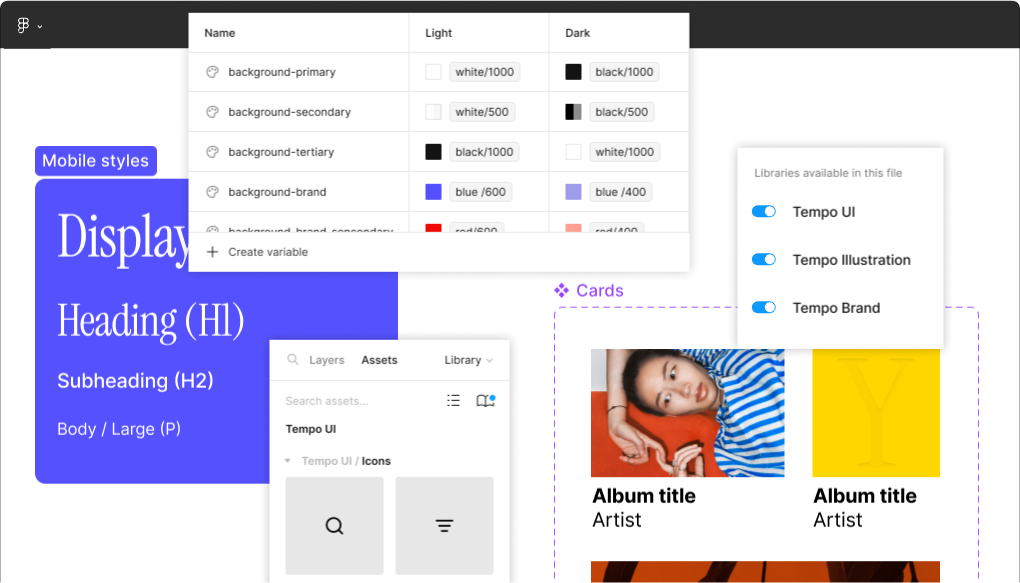 Name Light Dark
background-primary white/1000 black/1000
background-secondary white/500 black/500
background-tertiary black/1000 white/1000
background-brand blue /600 blue /400
background-brand-sencondary red/600 red/400
Create variable
Mobile styles
Display
Heading (H1)
Subheading (H2)
Body / Large (P)
Layers Assets Library
Search assets...
Tempo UI
Tempo UI / Icons
Libraries available in this file
Tempo UI
Tempo Illustration
Tempo Brand
Cards
Y
Album title
Artist
Album title
Artist